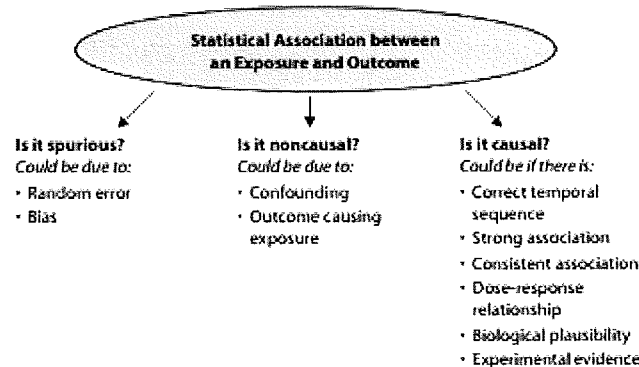 Statistical Association between
an Exposure and Outcome
Is it spurious?
Could be due to:
• Random error
• Bias
Is it noncausal?
Could be due to:
• Confounding
• Outcome causing
exposure
Is it causal?
Could be if there is:
• Correct temporal
sequence
• Strong association
• Consistent association
• Dose-response
relationship
• Biological plausibility
• Experimental evidence